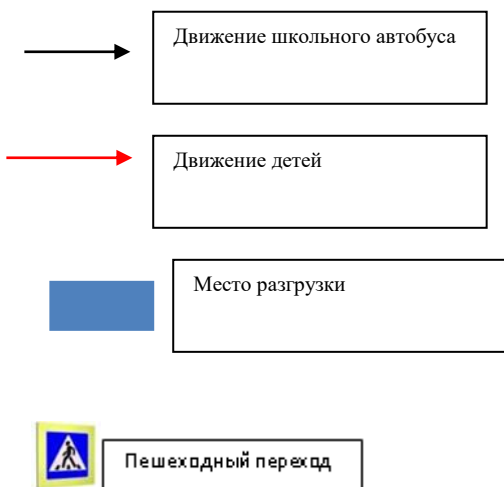 Движение школьного автобуса
Движение детей
Место разгрузки
Пешеходный переход